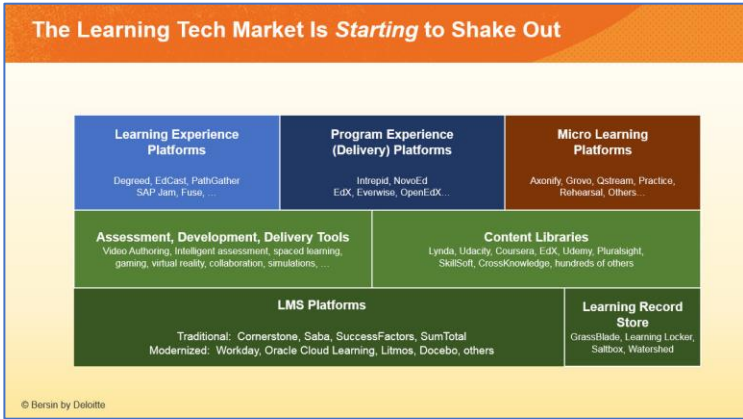 The Learning Tech Market Is Starting to Shake Out
Learning Experience
Platforms
Degreed, EdCast, PathGather
SAP Jam, Fuse, ...
Program Experience
(Delivery) Platforms
Intrepid, NovoEd
EdX, Everwise, OpenEdX...
Micro Learning
Platforms
Axonify, Grovo, Qstream, Practice,
Rehearsal, Others...
Assessment, Development, Delivery Tools
Video Authoring, Intelligent assessment, spaced learning,
gaming, virtual reality, collaboration, simulations, ...
Content Libraries
Lynda, Udacity, Coursera, EdX, Udemy, Pluralsight,
SkillSoft, CrossKnowledge, hundreds of others
LMS Platforms
Traditional: Cornerstone, Saba, SuccessFactors, SumTotal
Modernized: Workday, Oracle Cloud Learning, Litmos, Docebo, others
Learning Record
Store
GrassBlade, Learning Locker,
Saltbox, Watershed
© Bersin by Deloitte